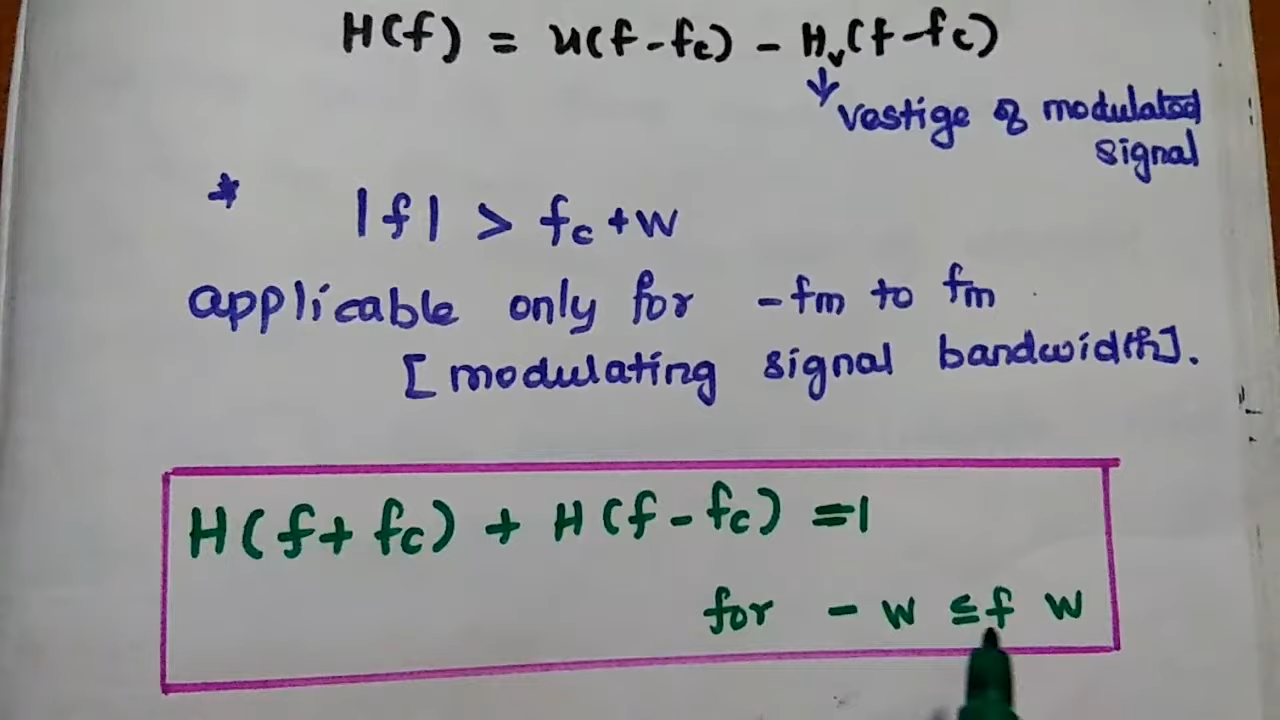 H(f) = u(f-fc) - Hv(f-fc)
↓ vestige of modulated
signal
* |f| > fc+w
applicable only for -fm to fm
[modulating signal bandwidth].
H(f+fc) + H(f-fc) =1
for - w ≤f w